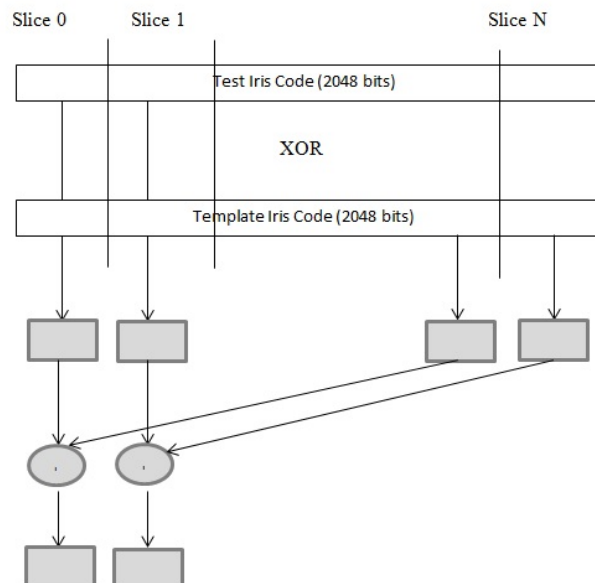 Slice 0 Slice 1 Slice N
Test Iris Code (2048 bits)
XOR
Template Iris Code (2048 bits)
, ,